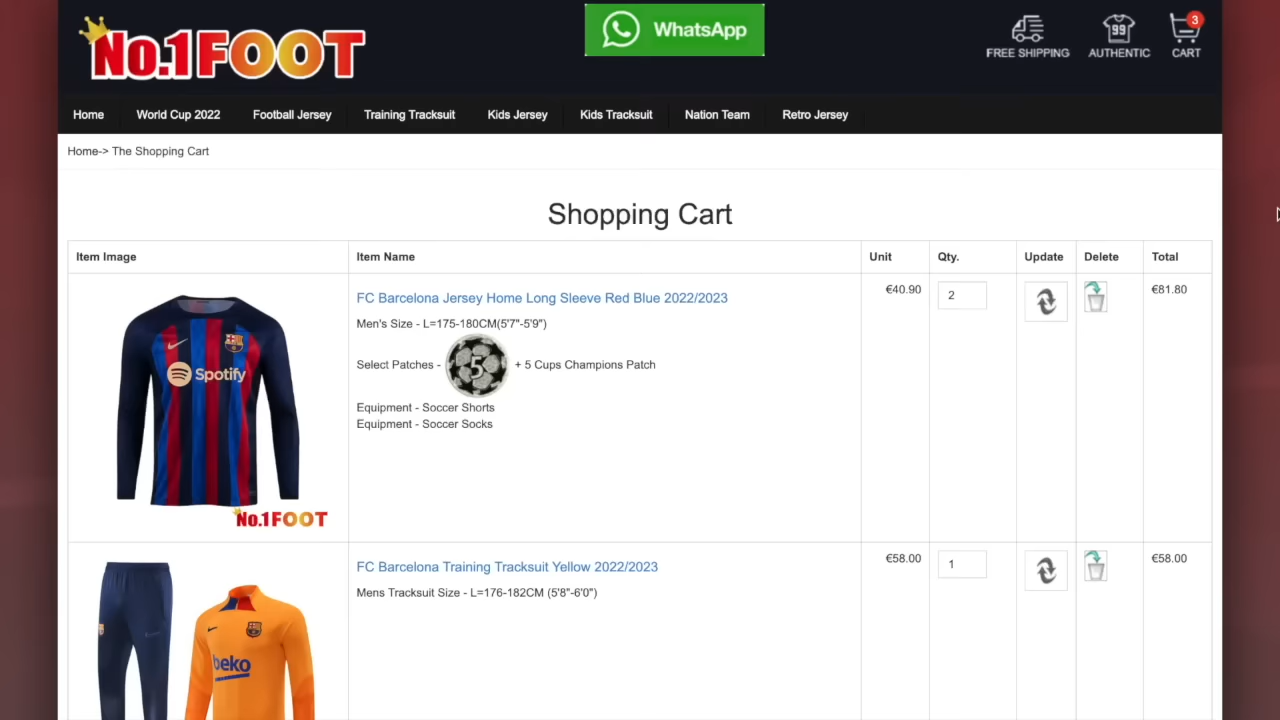 No.1FOOT
WhatsApp
FREE SHIPPING
99
AUTHENTIC
3
CART
Home
World Cup 2022
Football Jersey
Training Tracksuit
Kids Jersey
Kids Tracksuit
Nation Team
Retro Jersey
Home-> The Shopping Cart
Shopping Cart
Item Image
Item Name
Unit
Qty.
Update
Delete
Total
Spotify
No.1FOOT
FC Barcelona Jersey Home Long Sleeve Red Blue 2022/2023
Men's Size - L=175-180CM(5'7"-5'9")
Select Patches - 5 + 5 Cups Champions Patch
Equipment - Soccer Shorts
Equipment - Soccer Socks
€40.90
2
€81.80
beko
FC Barcelona Training Tracksuit Yellow 2022/2023
Mens Tracksuit Size - L=176-182CM (5'8"-6'0")
€58.00
1
€58.00